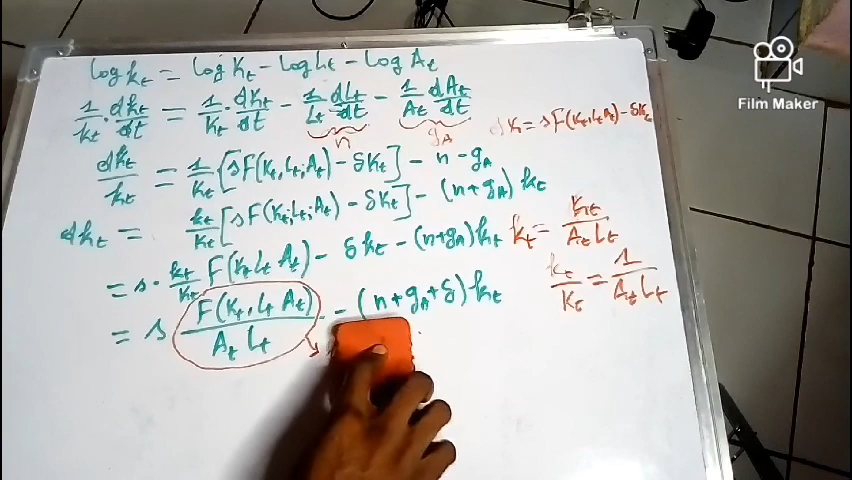 log k_t = log K_t - log L_t - log A_t
1/k_t · dk_t/dt = 1/K_t · dK_t/dt - 1/L_t dL_t/dt - 1/A_t dA_t/dt
n g_A
dK = sF(K_t, L_t A_t) - δK_t
dk_t/k_t = 1/K_t [sF(K_t, L_t, A_t) - δK_t] - n - g_A
dk_t = k_t/K_t [sF(K_t, L_t, A_t) - δK_t] - (n+g_A) k_t
= s · k_t/K_t F(K_t L_t A_t) - δk_t - (n+g_A) k_t
= s F(K_t, L_t A_t)/A_t L_t - (n+g_A+δ) k_t
k_t = K_t/A_t L_t
k_t/K_t = 1/A_t L_t
Film Maker